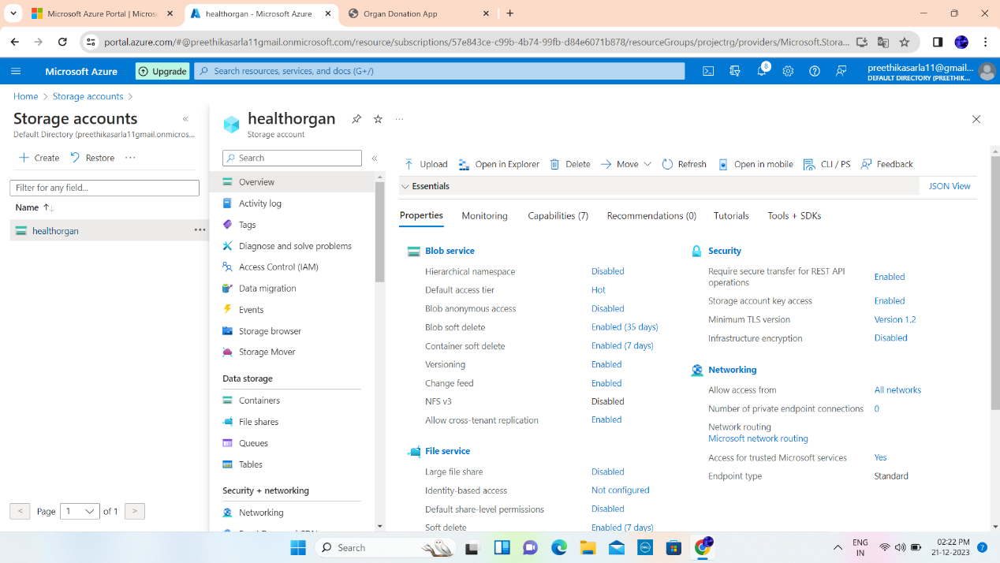 Microsoft Azure Portal | Micros
healthorgan - Microsoft Azure
Organ Donation App
portal.azure.com/#@preethikasarla11gmail.onmicrosoft.com/resource/subscriptions/57e843ce-c99b-4b74-99fb-d84e6071b878/resourceGroups/projectrg/providers/Microsoft.Stora...
Microsoft Azure
Upgrade
Search resources, services, and docs (G+/)
8
preethikasarla11@gmail...
DEFAULT DIRECTORY (PREETHIK...
Home > Storage accounts >
Storage accounts
Default Directory (preethikasarla11gmail.onmicros...
+ Create
Restore
...
Filter for any field...
Name ↑↓
healthorgan
...
< Page 1 of 1 >
healthorgan
...
Storage account
Search
Overview
Activity log
Tags
Diagnose and solve problems
Access Control (IAM)
Data migration
Events
Storage browser
Storage Mover
Data storage
Containers
File shares
Queues
Tables
Security + networking
Networking
Upload
Open in Explorer
Delete
Move
Refresh
Open in mobile
CLI / PS
Feedback
Essentials
JSON View
Properties
Monitoring
Capabilities (7)
Recommendations (0)
Tutorials
Tools + SDKs
Blob service
Hierarchical namespace Disabled
Default access tier Hot
Blob anonymous access Disabled
Blob soft delete Enabled (35 days)
Container soft delete Enabled (7 days)
Versioning Enabled
Change feed Enabled
NFS v3 Disabled
Allow cross-tenant replication Enabled
File service
Large file share Disabled
Identity-based access Not configured
Default share-level permissions Disabled
Soft delete Enabled (7 days)
Security
Require secure transfer for REST API
operations Enabled
Storage account key access Enabled
Minimum TLS version Version 1.2
Infrastructure encryption Disabled
Networking
Allow access from All networks
Number of private endpoint connections 0
Network routing
Microsoft network routing
Access for trusted Microsoft services Yes
Endpoint type Standard
Search
DELL
ENG
IN
02:22 PM
21-12-2023
7